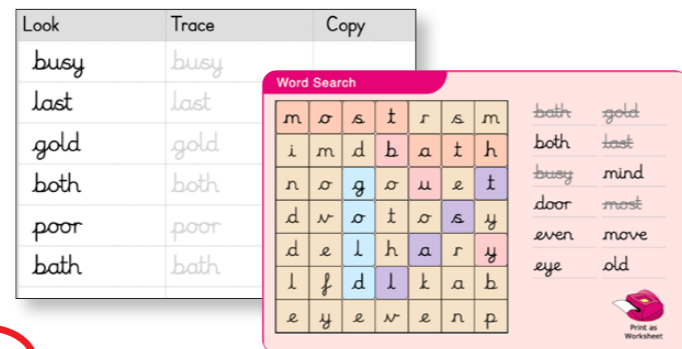 Look Trace Copy
busy busy
last last
gold gold
both both
poor poor
bath bath
Word Search
m o s t r s m
i m d b a t h
n o g o u e t
d v o t o s y
d e l h a r y
l f d l k a b
e y e v e n p
bath gold
both last
busy mind
door most
even move
eye old
Print as
Worksheet